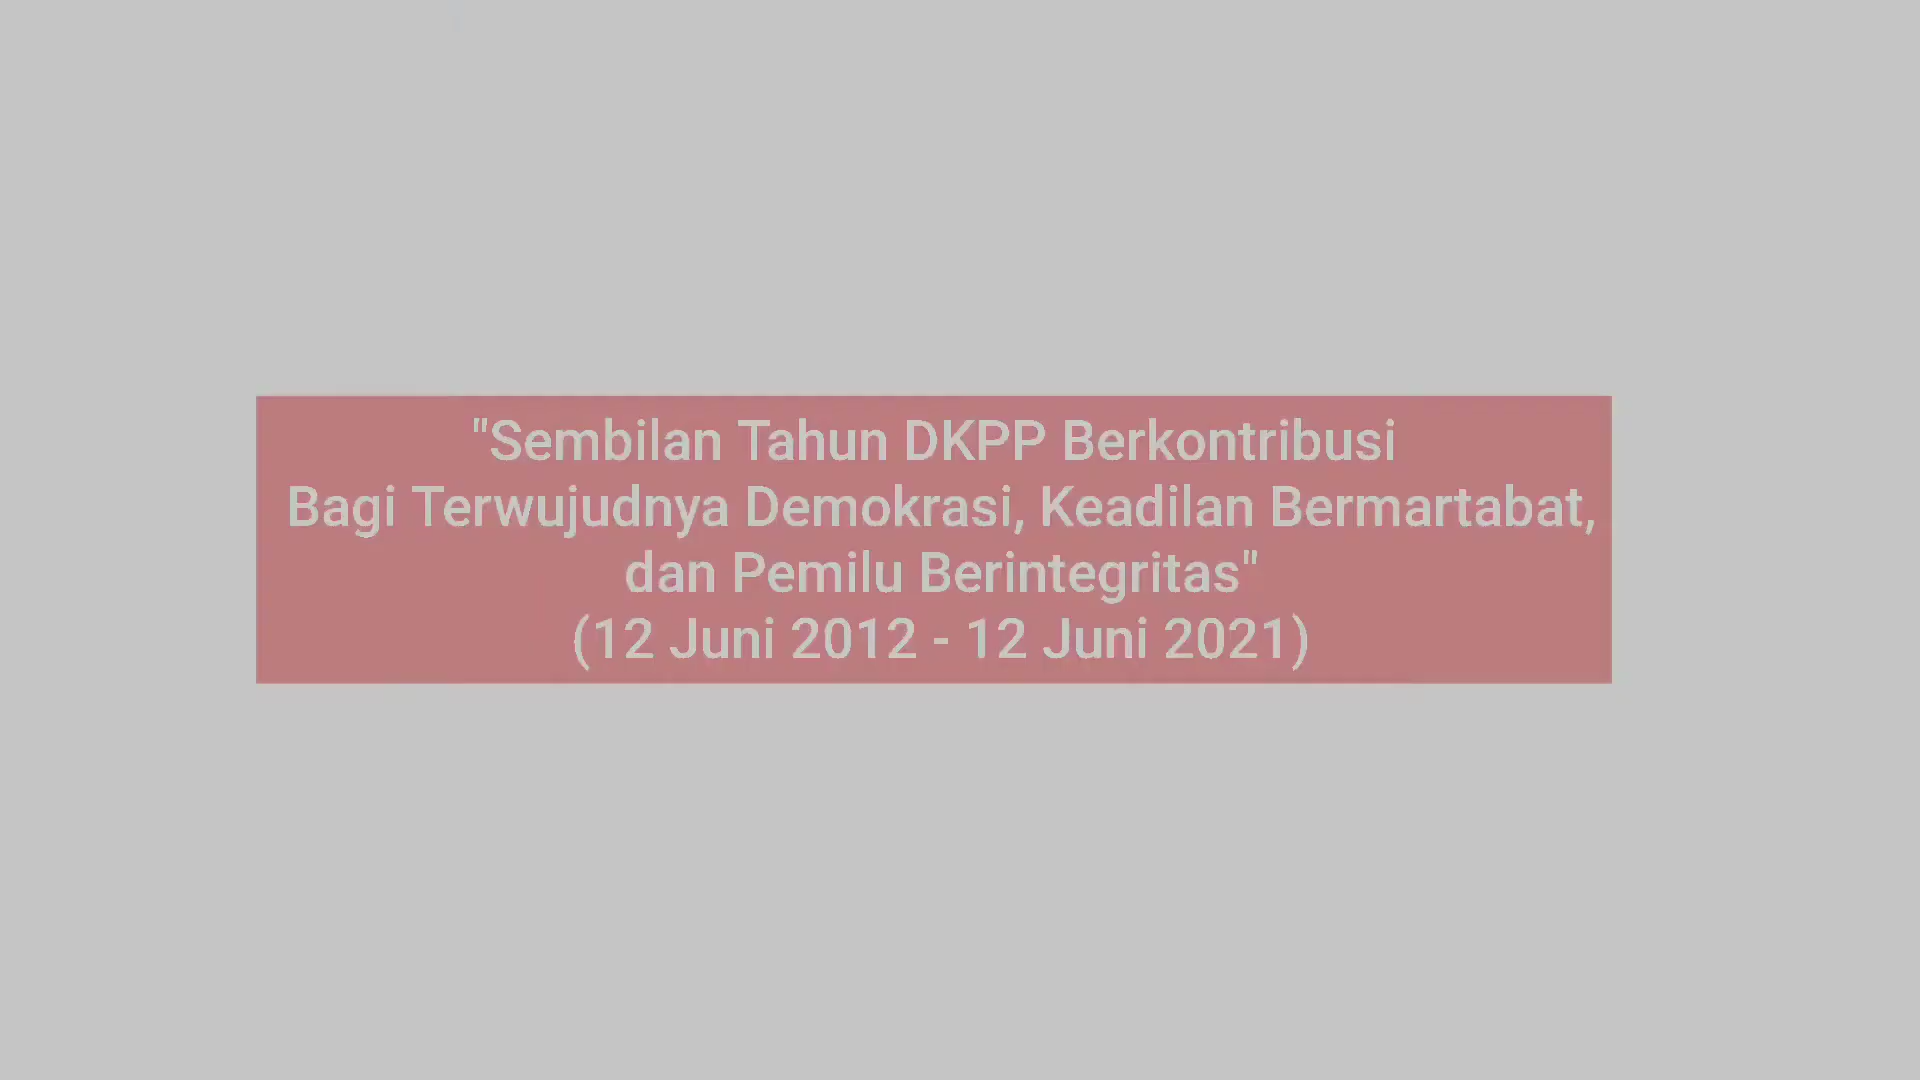 "Sembilan Tahun DKPP Berkontribusi
Bagi Terwujudnya Demokrasi, Keadilan Bermartabat,
dan Pemilu Berintegritas"
(12 Juni 2012 - 12 Juni 2021)